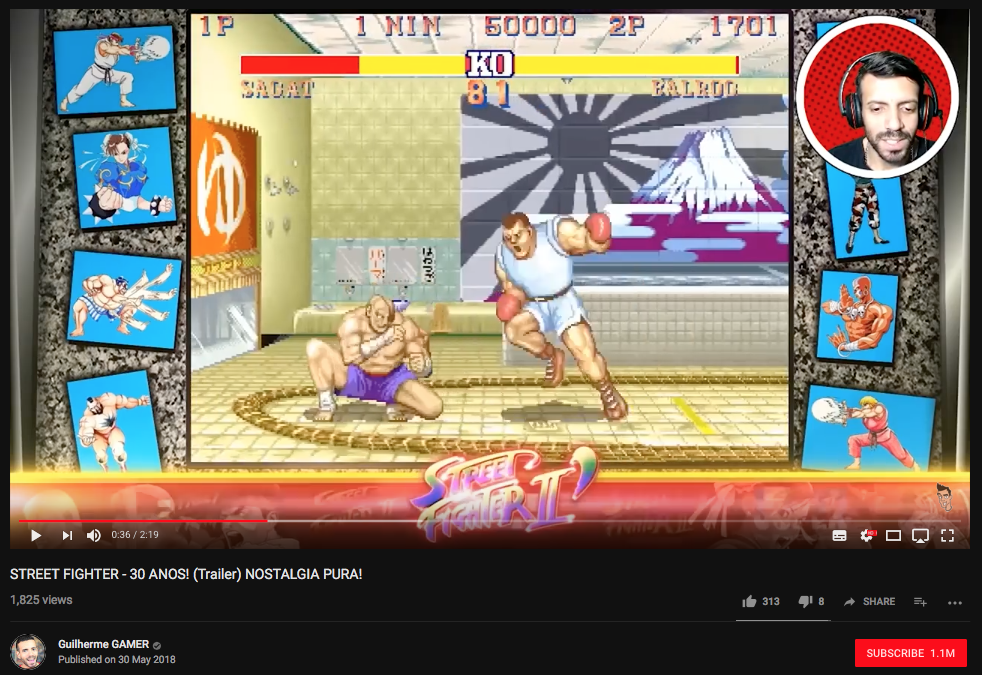 1P 1 NIN 50000 2P 1701
KO
SAGAT 81 BALROG
STREET
FIGHTER II'
0:36 / 2:19
STREET FIGHTER - 30 ANOS! (Trailer) NOSTALGIA PURA!
1,825 views
313 8 SHARE
Guilherme GAMER
Published on 30 May 2018
SUBSCRIBE 1.1M